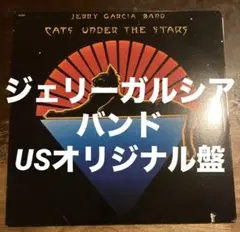 JERRY GARCIA BAND
CATS UNDER THE STARS
ジェリーガルシア
バンド
USオリジナル盤